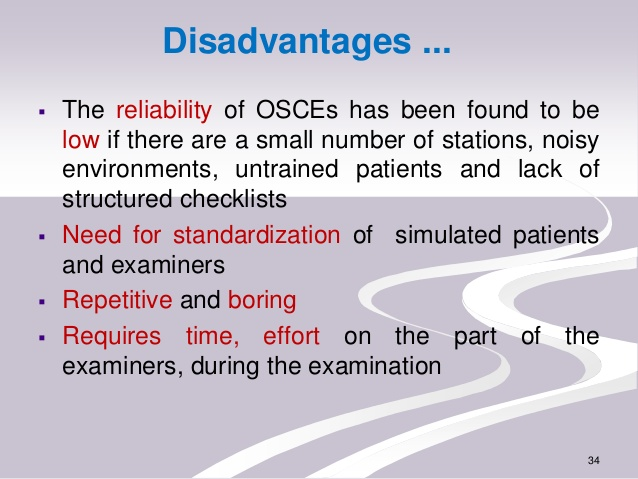 Disadvantages ...
▪ The reliability of OSCEs has been found to be
low if there are a small number of stations, noisy
environments, untrained patients and lack of
structured checklists
▪ Need for standardization of simulated patients
and examiners
▪ Repetitive and boring
▪ Requires time, effort on the part of the
examiners, during the examination
34